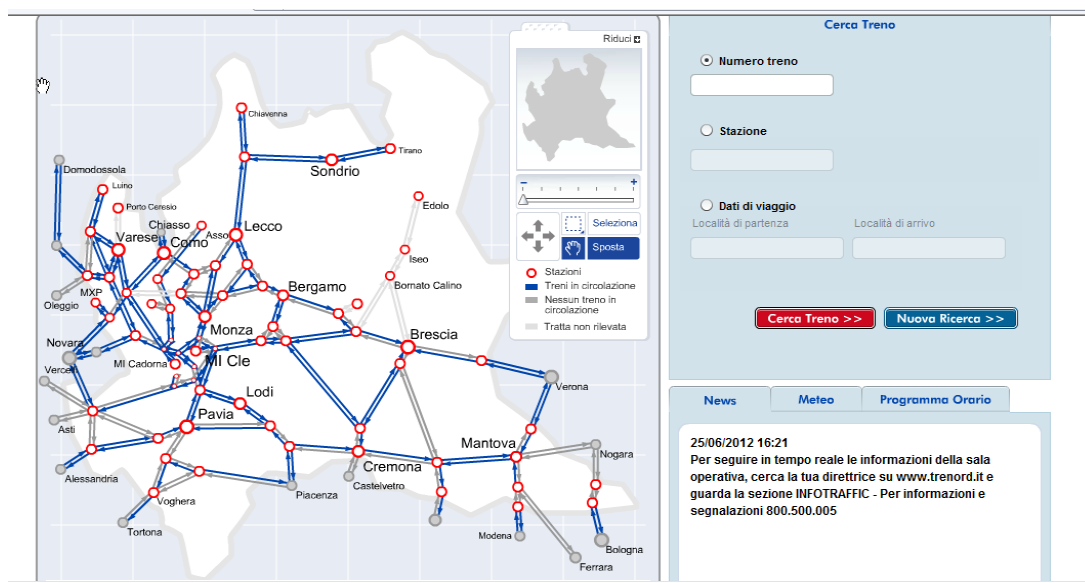 Riduci
Chiavenna
Tirano
Sondrio
Domodossola
Luino
Porto Ceresio
Edolo
Chiasso
Asso
Lecco
Varese
Como
Iseo
Bornato Calino
MXP
Bergamo
Oleggio
Monza
Brescia
Novara
MI Cadorna
MI Cle
Vercelli
Verona
Lodi
Pavia
Asti
Mantova
Nogara
Cremona
Alessandria
Castelvetro
Piacenza
Voghera
Tortona
Modena
Bologna
Ferrara
Seleziona
Sposta
Stazioni
Treni in circolazione
Nessun treno in
circolazione
Tratta non rilevata
Cerca Treno
Numero treno
Stazione
Dati di viaggio
Località di partenza Località di arrivo
Cerca Treno >> Nuova Ricerca >>
News Meteo Programma Orario
25/06/2012 16:21
Per seguire in tempo reale le informazioni della sala
operativa, cerca la tua direttrice su www.trenord.it e
guarda la sezione INFOTRAFFIC - Per informazioni e
segnalazioni 800.500.005